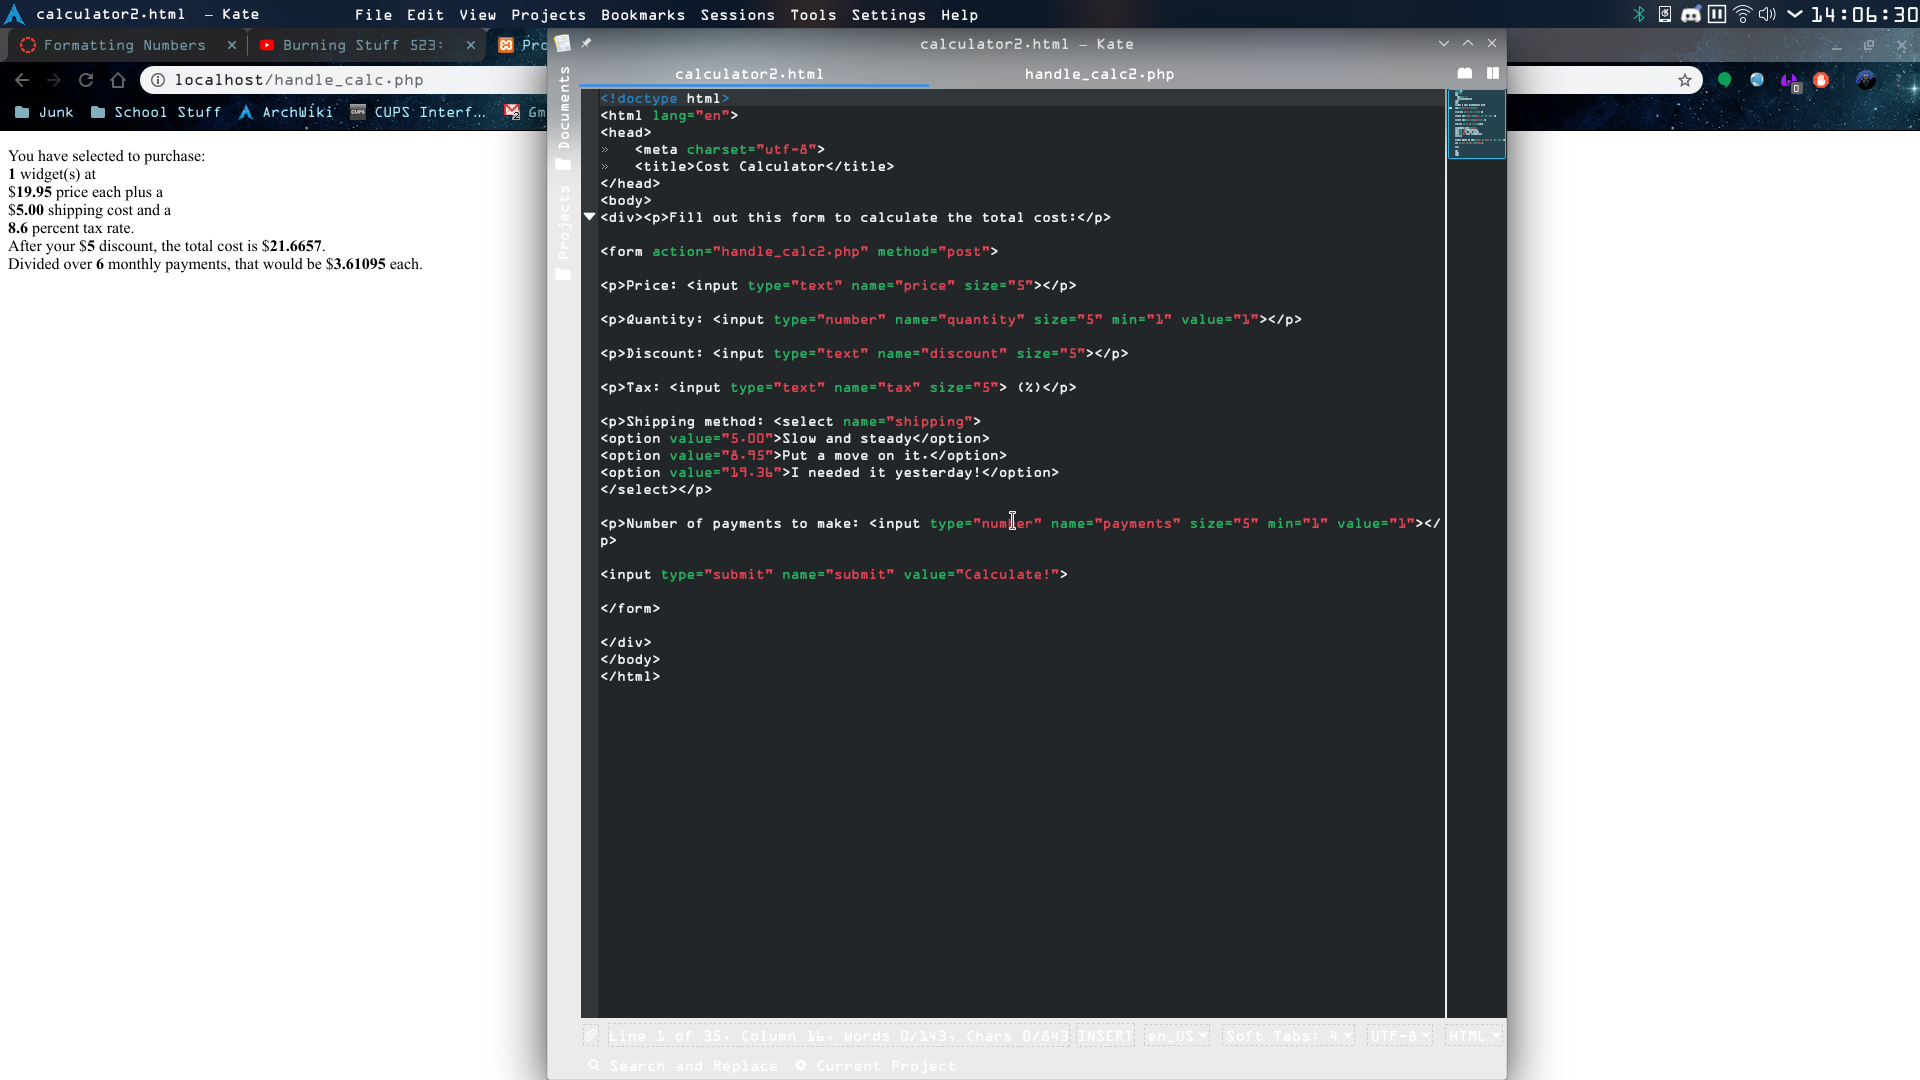 calculator2.html – Kate File Edit View Projects Bookmarks Sessions Tools Settings Help 14:06:30
Formatting Numbers × Burning Stuff 523: × Pro
calculator2.html – Kate
localhost/handle_calc.php
calculator2.html handle_calc2.php
Junk School Stuff ArchWiki CUPS Interf... Gm
Documents
Projects
You have selected to purchase:
1 widget(s) at
$19.95 price each plus a
$5.00 shipping cost and a
8.6 percent tax rate.
After your $5 discount, the total cost is $21.6657.
Divided over 6 monthly payments, that would be $3.61095 each.
<!doctype html>
<html lang="en">
<head>
» <meta charset="utf-8">
» <title>Cost Calculator</title>
</head>
<body>
<div><p>Fill out this form to calculate the total cost:</p>
<form action="handle_calc2.php" method="post">
<p>Price: <input type="text" name="price" size="5"></p>
<p>Quantity: <input type="number" name="quantity" size="5" min="1" value="1"></p>
<p>Discount: <input type="text" name="discount" size="5"></p>
<p>Tax: <input type="text" name="tax" size="5"> (%)</p>
<p>Shipping method: <select name="shipping">
<option value="5.00">Slow and steady</option>
<option value="8.95">Put a move on it.</option>
<option value="19.36">I needed it yesterday!</option>
</select></p>
<p>Number of payments to make: <input type="number" name="payments" size="5" min="1" value="1"></
p>
<input type="submit" name="submit" value="Calculate!">
</form>
</div>
</body>
</html>
Line 1 of 35, Column 16, Words 0/143, Chars 0/843 INSERT en_US Soft Tabs: 4 UTF-8 HTML
Search and Replace Current Project